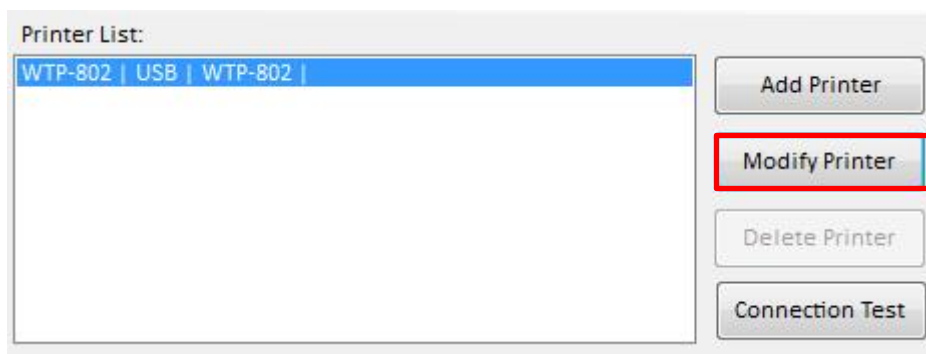 Printer List:
WTP-802 | USB | WTP-802 |
Add Printer
Modify Printer
Delete Printer
Connection Test